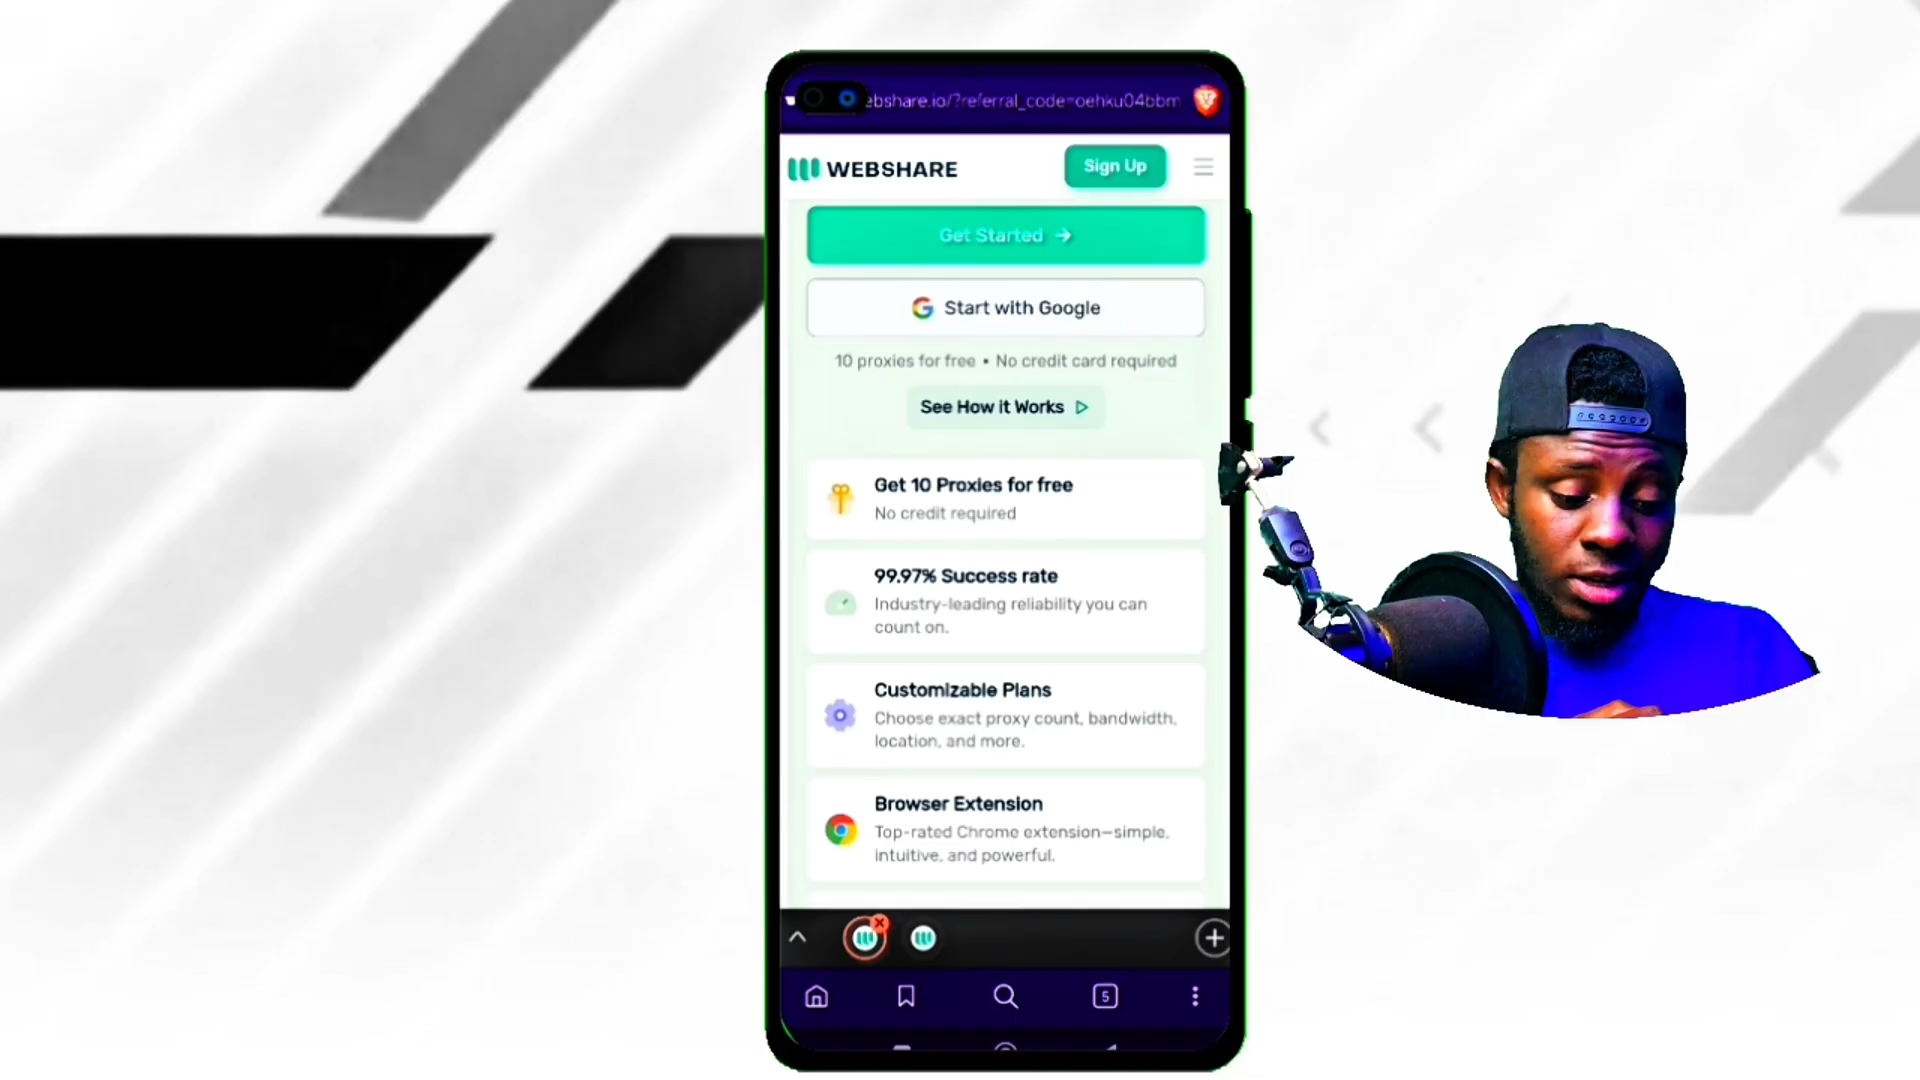 ebshare.io/?referral_code=oehku04bbm
WEBSHARE
Sign Up
Get Started →
Start with Google
10 proxies for free • No credit card required
See How it Works
Get 10 Proxies for free
No credit required
99.97% Success rate
Industry-leading reliability you can
count on.
Customizable Plans
Choose exact proxy count, bandwidth,
location, and more.
Browser Extension
Top-rated Chrome extension—simple,
intuitive, and powerful.
5